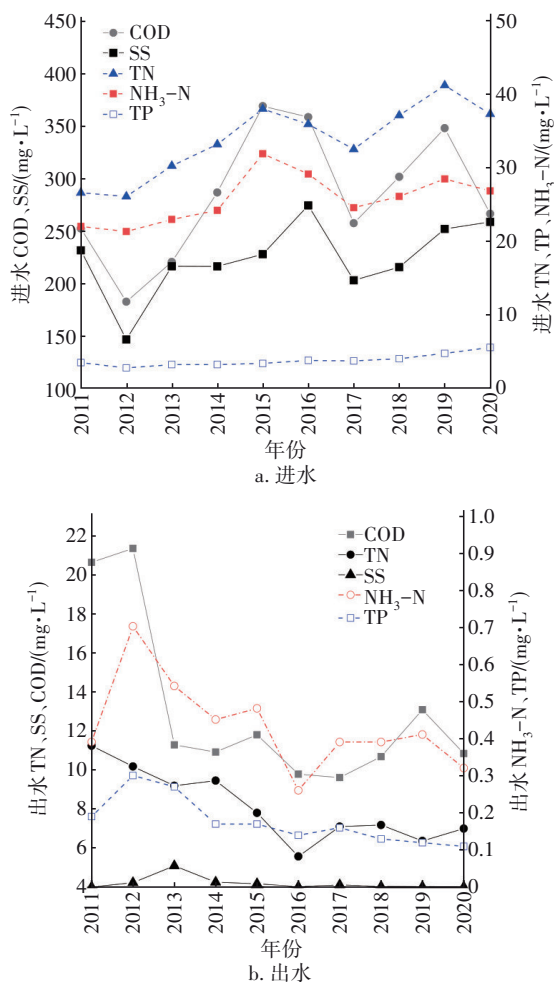 450
400
350
300
250
200
150
100
进水 COD、SS/(mg·L⁻¹)
COD
SS
TN
NH₃-N
TP
50
40
30
20
10
0
进水 TN、TP、NH₃-N/(mg·L⁻¹)
2011 2012 2013 2014 2015 2016 2017 2018 2019 2020
年份
a. 进水
22
20
18
16
14
12
10
8
6
4
出水 TN、SS、COD/(mg·L⁻¹)
COD
TN
SS
NH₃-N
TP
1.0
0.9
0.8
0.7
0.6
0.5
0.4
0.3
0.2
0.1
0
出水 NH₃-N、TP/(mg·L⁻¹)
2011 2012 2013 2014 2015 2016 2017 2018 2019 2020
年份
b. 出水